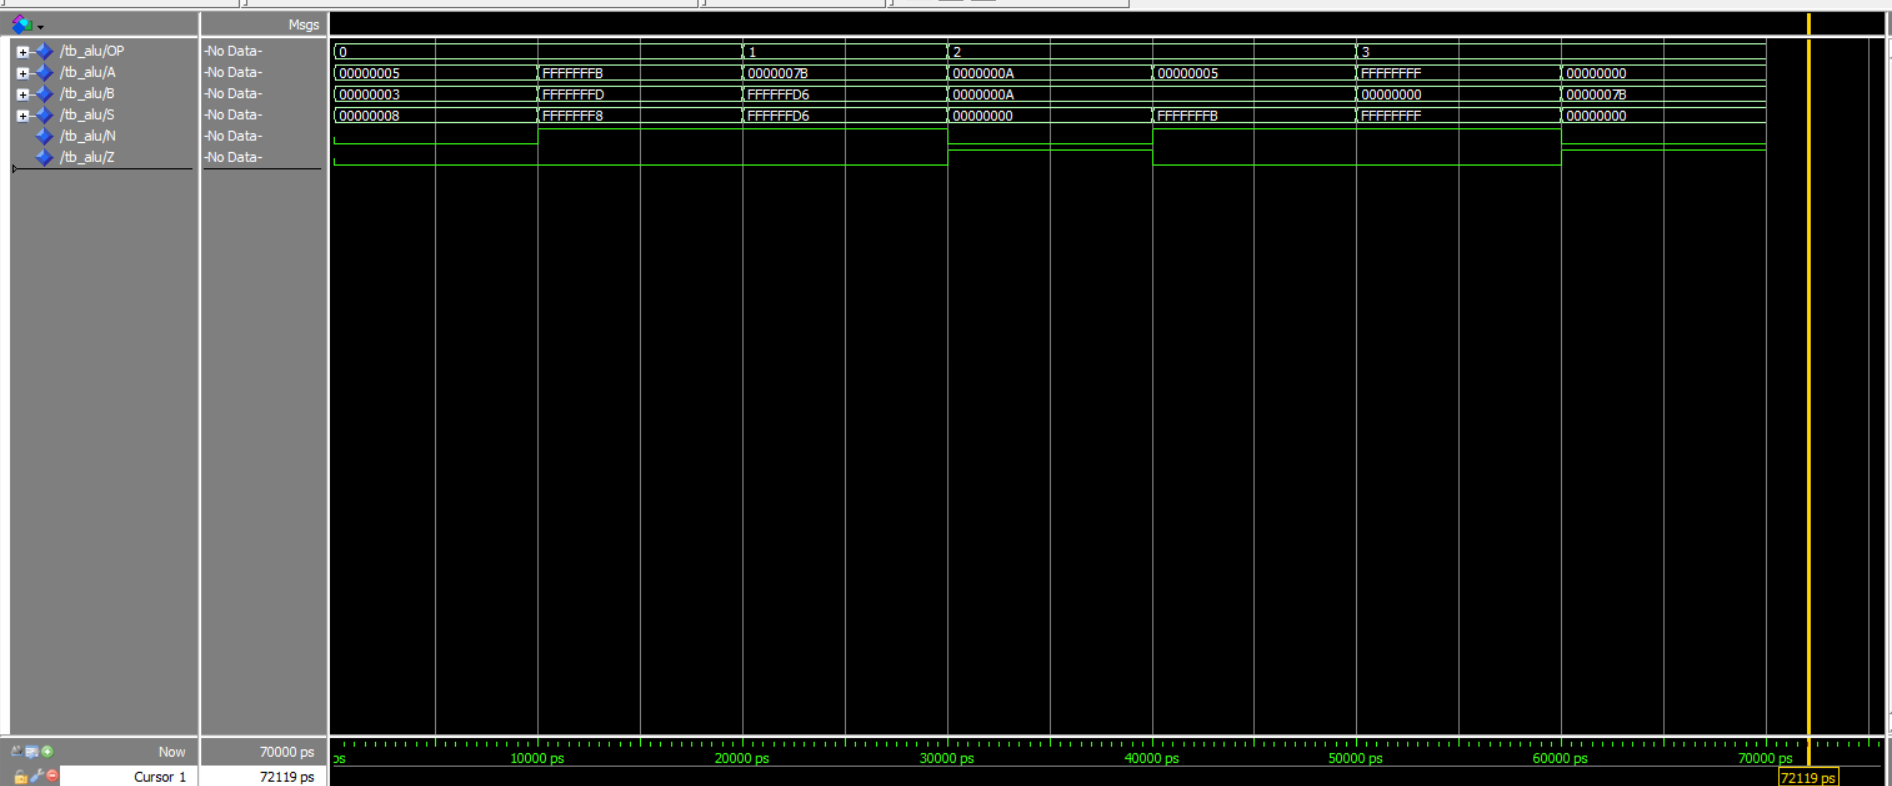 Msgs
/tb_alu/OP -No Data- 0 1 2 3
/tb_alu/A -No Data- 00000005 FFFFFFFB 0000007B 0000000A 00000005 FFFFFFFF 00000000
/tb_alu/B -No Data- 00000003 FFFFFFFD FFFFFFD6 0000000A 00000000 0000007B
/tb_alu/S -No Data- 00000008 FFFFFFF8 FFFFFFD6 00000000 FFFFFFFB FFFFFFFF 00000000
/tb_alu/N -No Data-
/tb_alu/Z -No Data-
Now 70000 ps ps 10000 ps 20000 ps 30000 ps 40000 ps 50000 ps 60000 ps 70000 ps
Cursor 1 72119 ps 72119 ps